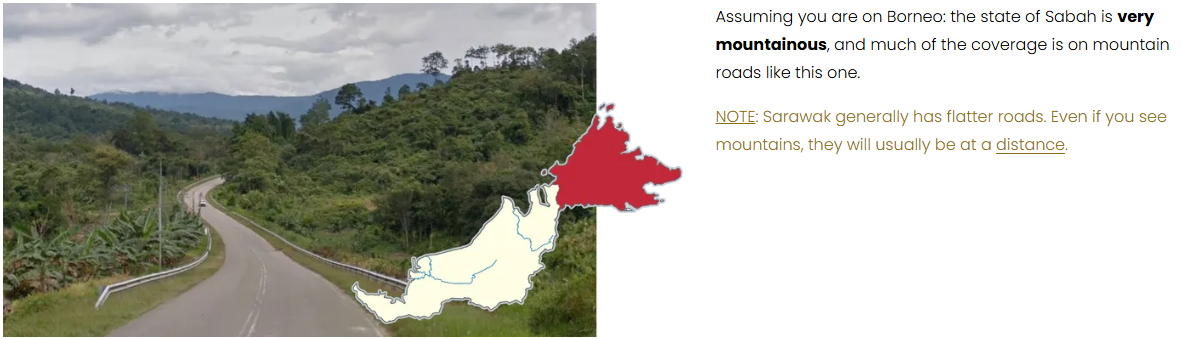 Assuming you are on Borneo: the state of Sabah is very
mountainous, and much of the coverage is on mountain
roads like this one.
NOTE: Sarawak generally has flatter roads. Even if you see
mountains, they will usually be at a distance.